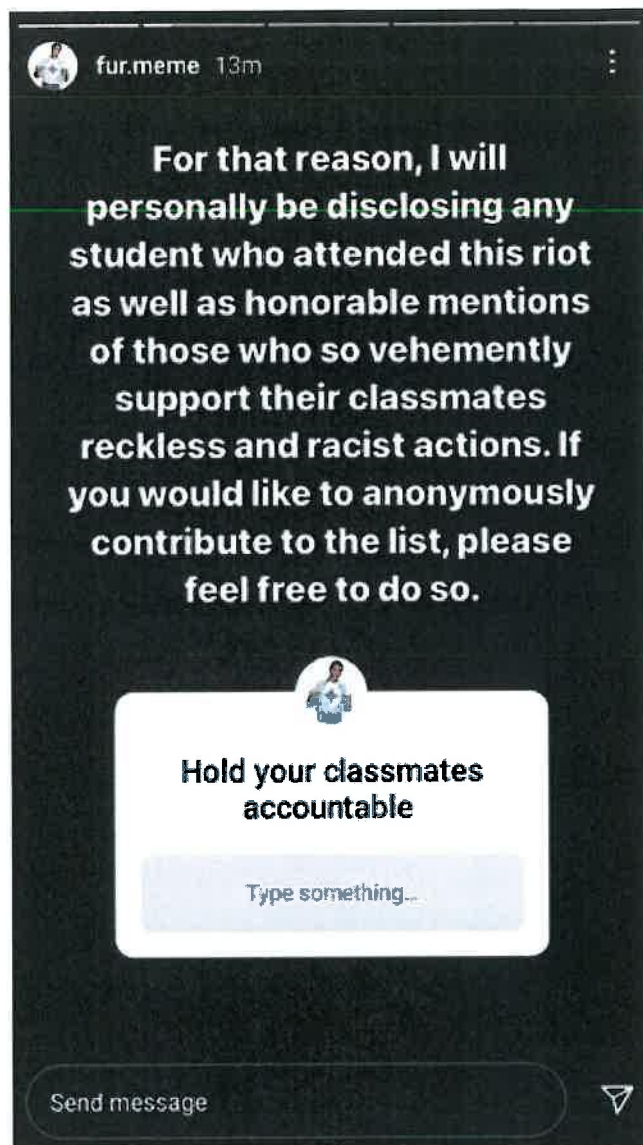 fur.meme 13m
For that reason, I will
personally be disclosing any
student who attended this riot
as well as honorable mentions
of those who so vehemently
support their classmates
reckless and racist actions. If
you would like to anonymously
contribute to the list, please
feel free to do so.
Hold your classmates
accountable
Type something...
Send message